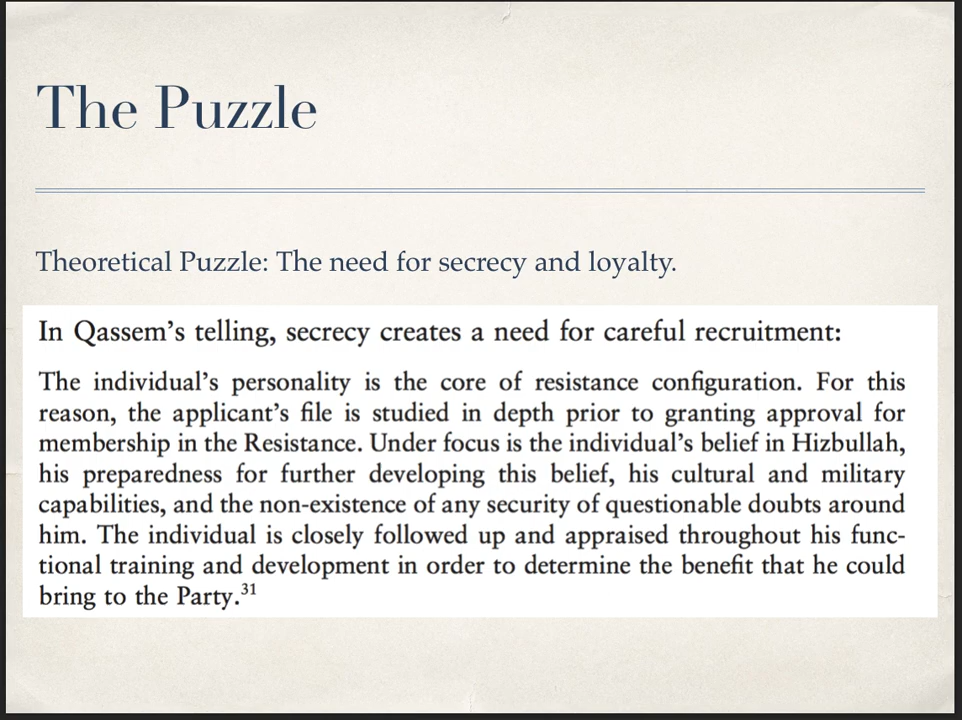 The Puzzle
Theoretical Puzzle: The need for secrecy and loyalty.
In Qassem’s telling, secrecy creates a need for careful recruitment:
The individual’s personality is the core of resistance configuration. For this
reason, the applicant’s file is studied in depth prior to granting approval for
membership in the Resistance. Under focus is the individual’s belief in Hizbullah,
his preparedness for further developing this belief, his cultural and military
capabilities, and the non-existence of any security of questionable doubts around
him. The individual is closely followed up and appraised throughout his func-
tional training and development in order to determine the benefit that he could
bring to the Party.³¹